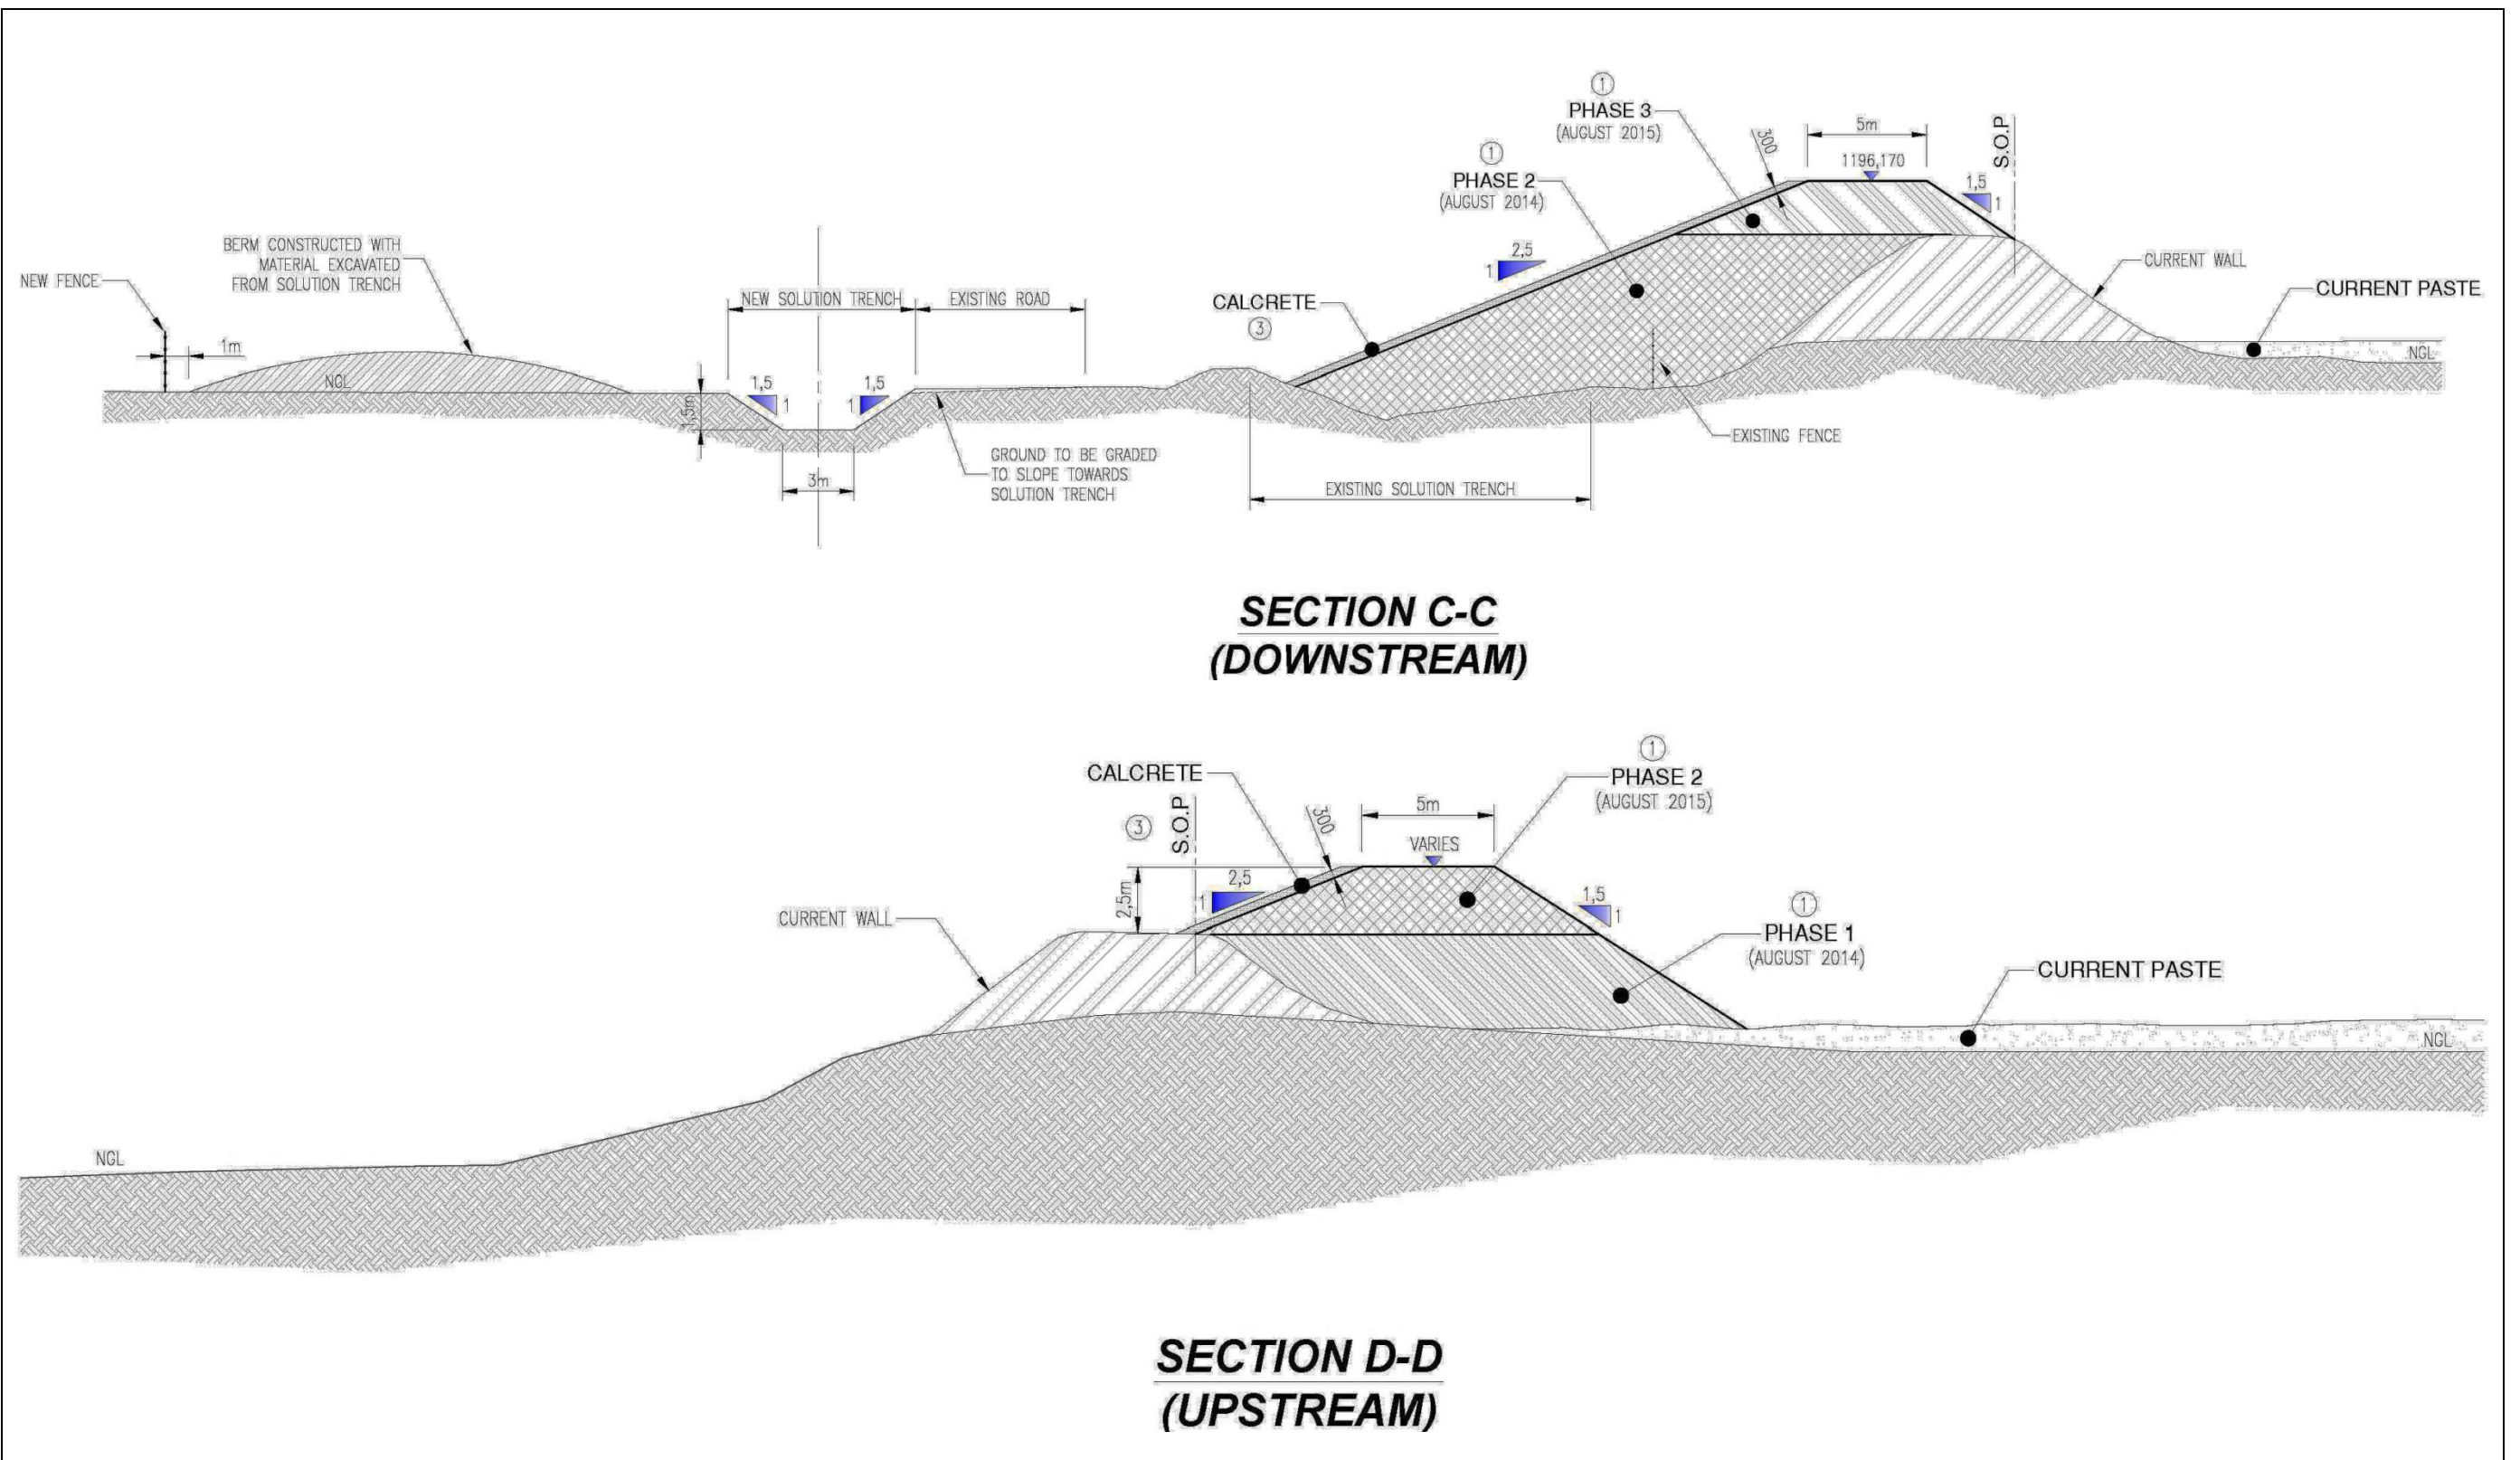 1
PHASE 3
(AUGUST 2015)
300
5m
1196,170
S.O.P
1,5
1
1
PHASE 2
(AUGUST 2014)
2,5
1
CURRENT WALL
CURRENT PASTE
NGL
BERM CONSTRUCTED WITH
MATERIAL EXCAVATED
FROM SOLUTION TRENCH
NEW FENCE
1m
NGL
NEW SOLUTION TRENCH
EXISTING ROAD
CALCRETE
3
1,5
1
1,5
1
1,5m
3m
GROUND TO BE GRADED
TO SLOPE TOWARDS
SOLUTION TRENCH
EXISTING SOLUTION TRENCH
EXISTING FENCE
SECTION C-C
(DOWNSTREAM)
CALCRETE
3
S.O.P
300
5m
VARIES
1
PHASE 2
(AUGUST 2015)
2,5m
2,5
1
1,5
1
CURRENT WALL
1
PHASE 1
(AUGUST 2014)
CURRENT PASTE
NGL
NGL
SECTION D-D
(UPSTREAM)